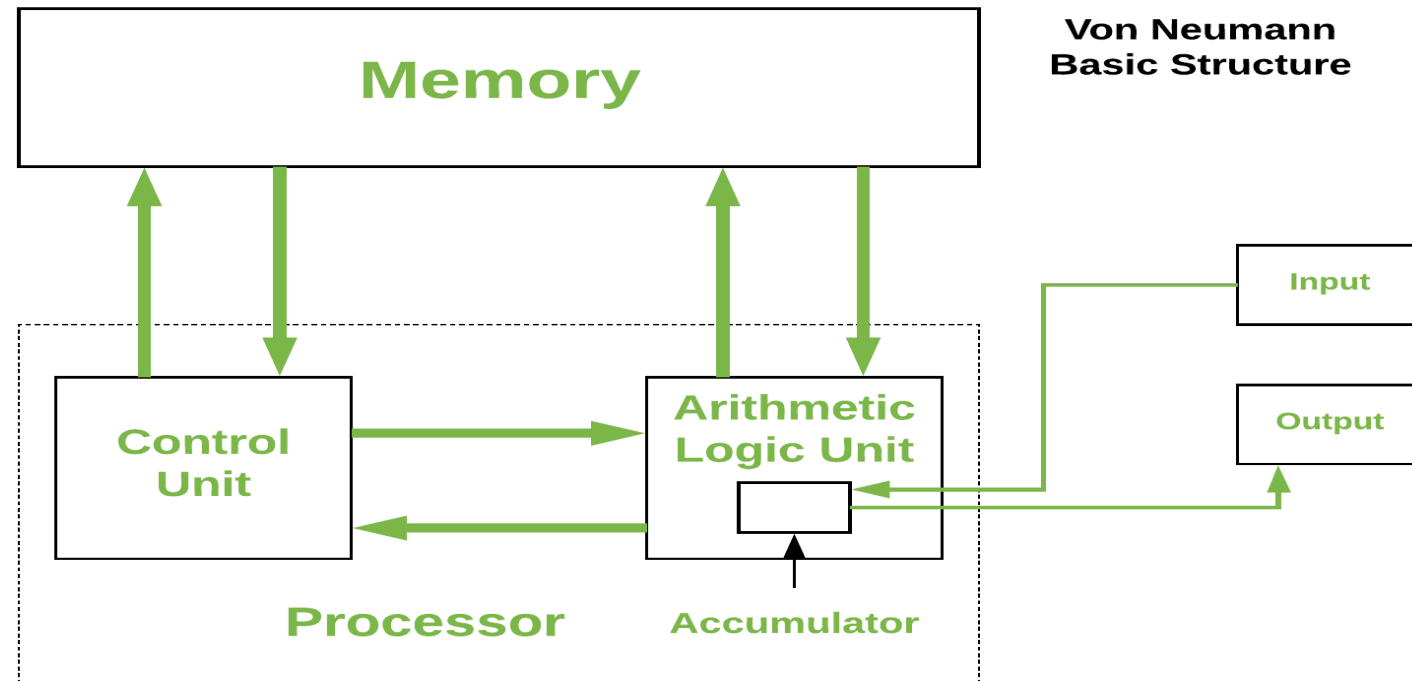 Von Neumann
Basic Structure
Memory
Input
Output
Control
Unit
Arithmetic
Logic Unit
Processor
Accumulator